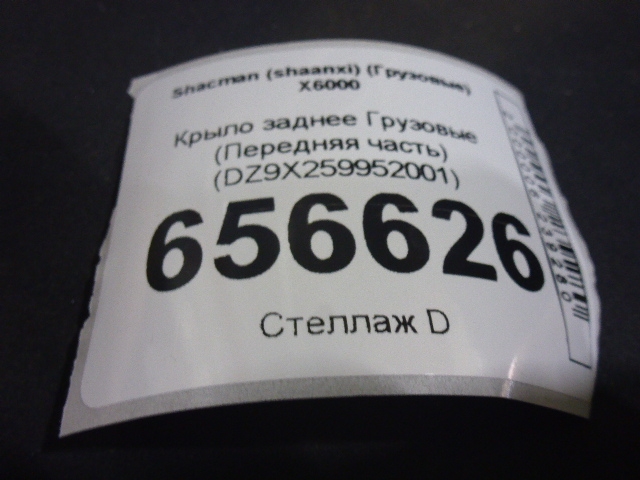 Shacman (shaanxi) (Грузовые)
X6000
Крыло заднее Грузовые
(Передняя часть)
(DZ9X259952001)
656626
Стеллаж D